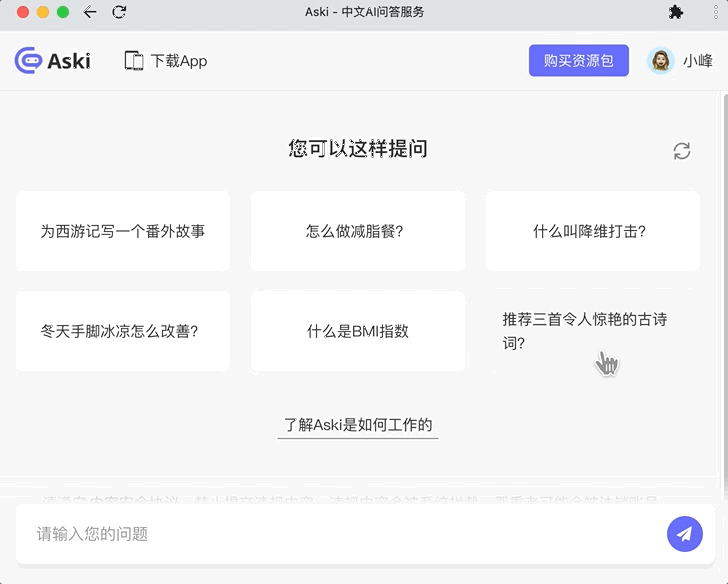 Aski - 中文AI问答服务
Aski
下载App
购买资源包
小峰
您可以这样提问
为西游记写一个番外故事
怎么做减脂餐?
什么叫降维打击?
冬天手脚冰凉怎么改善?
什么是BMI指数
推荐三首令人惊艳的古诗
词?
了解Aski是如何工作的
请输入您的问题